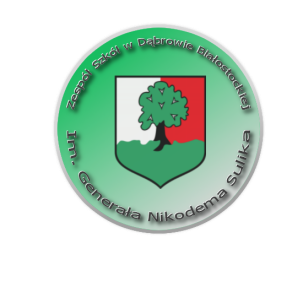 Zespół Szkół w Dąbrowie Białostockiej
Im. Generała Nikodema Sulika